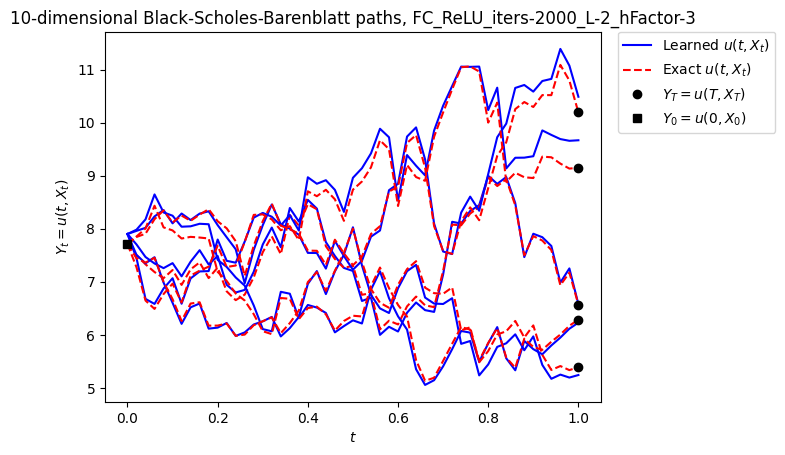 10-dimensional Black-Scholes-Barenblatt paths, FC_ReLU_iters-2000_L-2_hFactor-3
Learned u(t, X_t)
Exact u(t, X_t)
Y_T = u(T, X_T)
Y_0 = u(0, X_0)
Y_t = u(t, X_t)
11
10
9
8
7
6
5
0.0
0.2
0.4
0.6
0.8
1.0
t